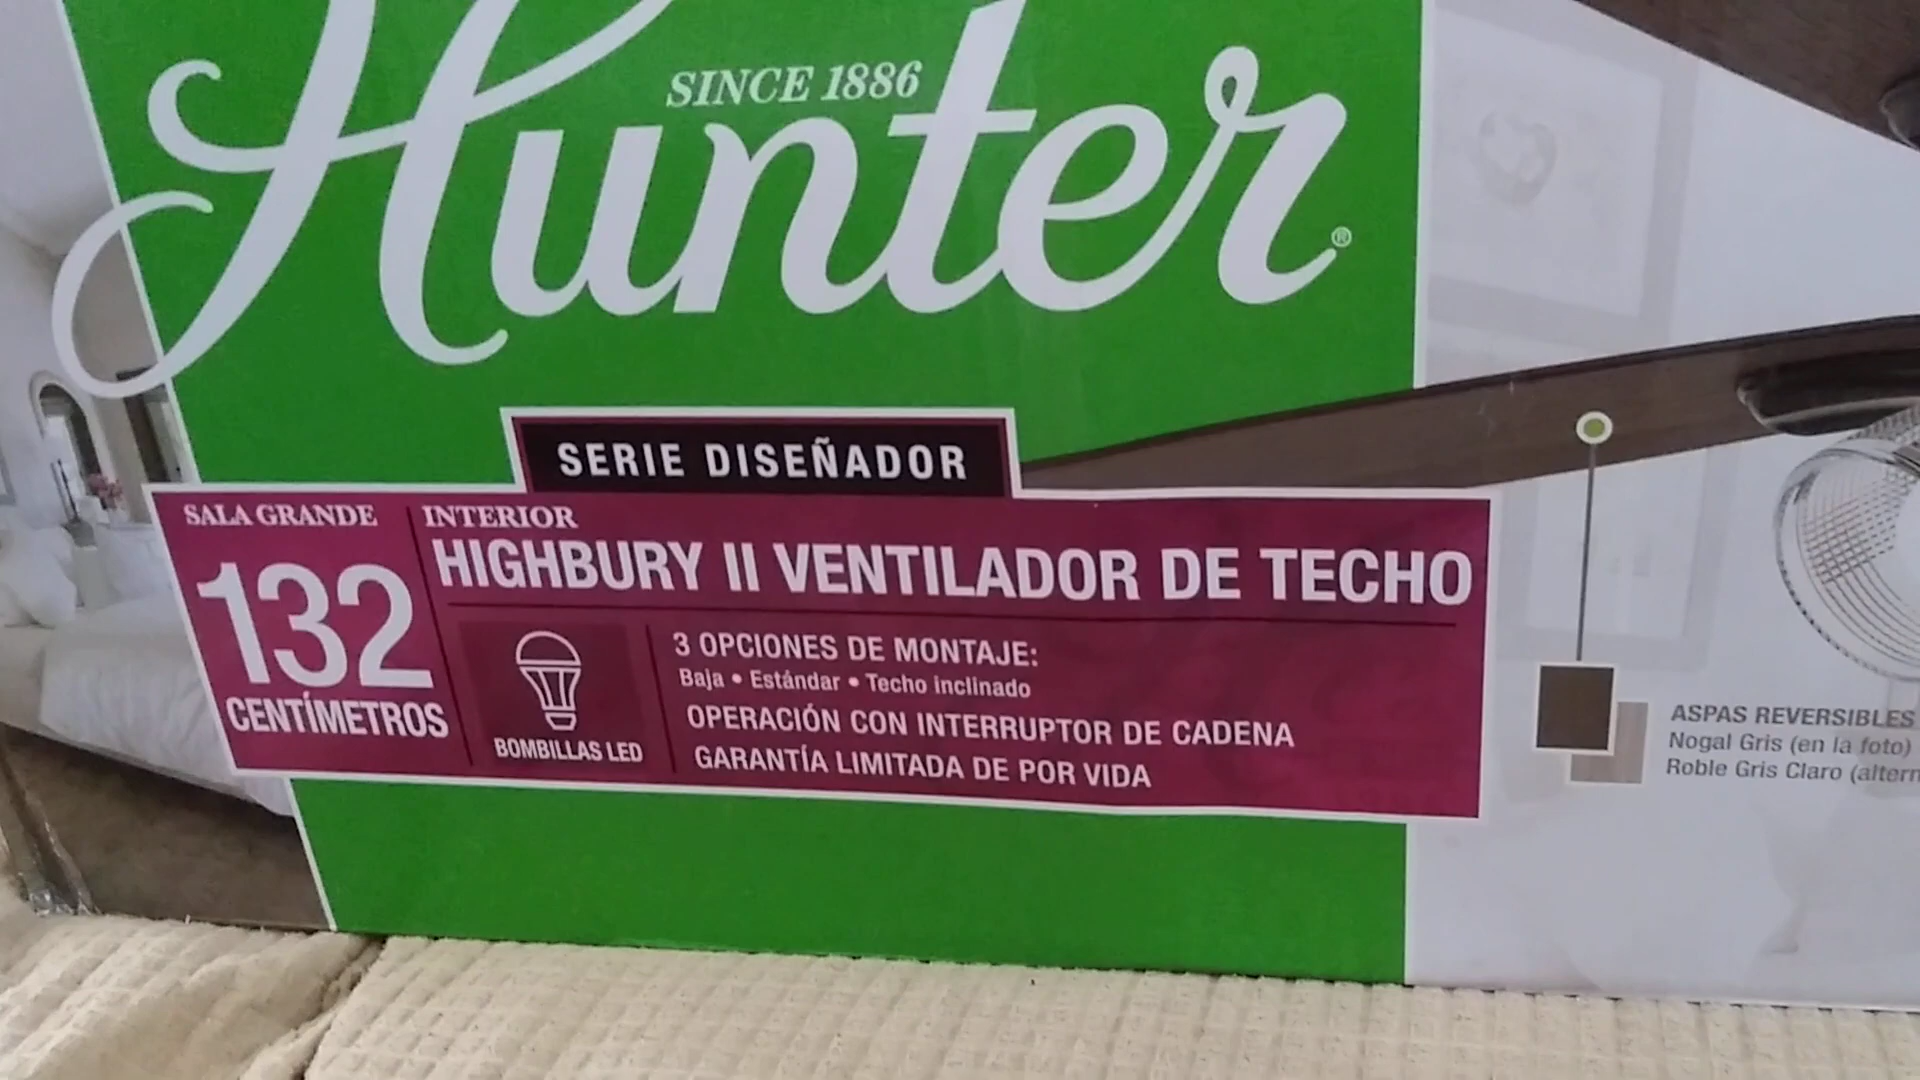 Hunter®
SINCE 1886
SERIE DISEÑADOR
SALA GRANDE
132
CENTÍMETROS
INTERIOR
HIGHBURY II VENTILADOR DE TECHO
BOMBILLAS LED
3 OPCIONES DE MONTAJE:
Baja • Estándar • Techo inclinado
OPERACIÓN CON INTERRUPTOR DE CADENA
GARANTÍA LIMITADA DE POR VIDA
ASPAS REVERSIBLES
Nogal Gris (en la foto)
Roble Gris Claro